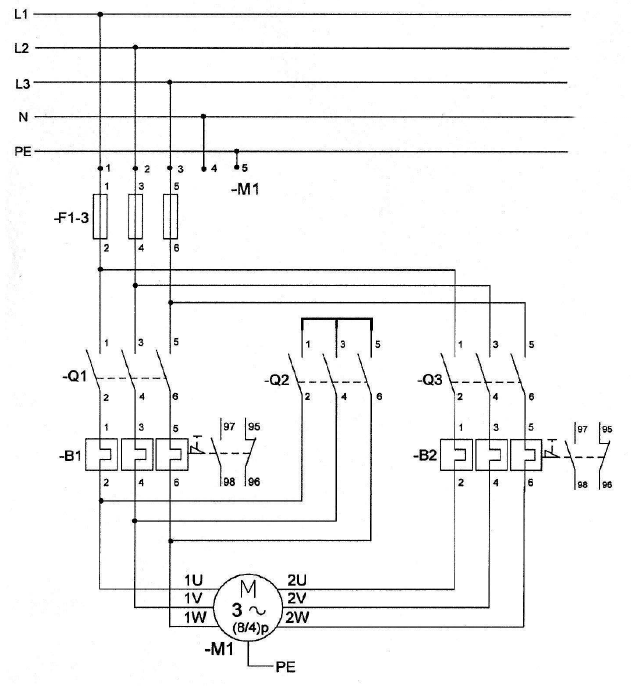 L1
L2
L3
N
PE
1 2 3 4 5
-M1
1 3 5
-F1-3
2 4 6
1 3 5 1 3 5 1 3 5
-Q1 -Q2 -Q3
2 4 6 2 4 6 2 4 6
1 3 5 97 95 1 3 5 97 95
-B1 -B2
2 4 6 98 96 2 4 6 98 96
1U M 2U
1V 3 ~ 2V
1W (8/4)p 2W
-M1
PE